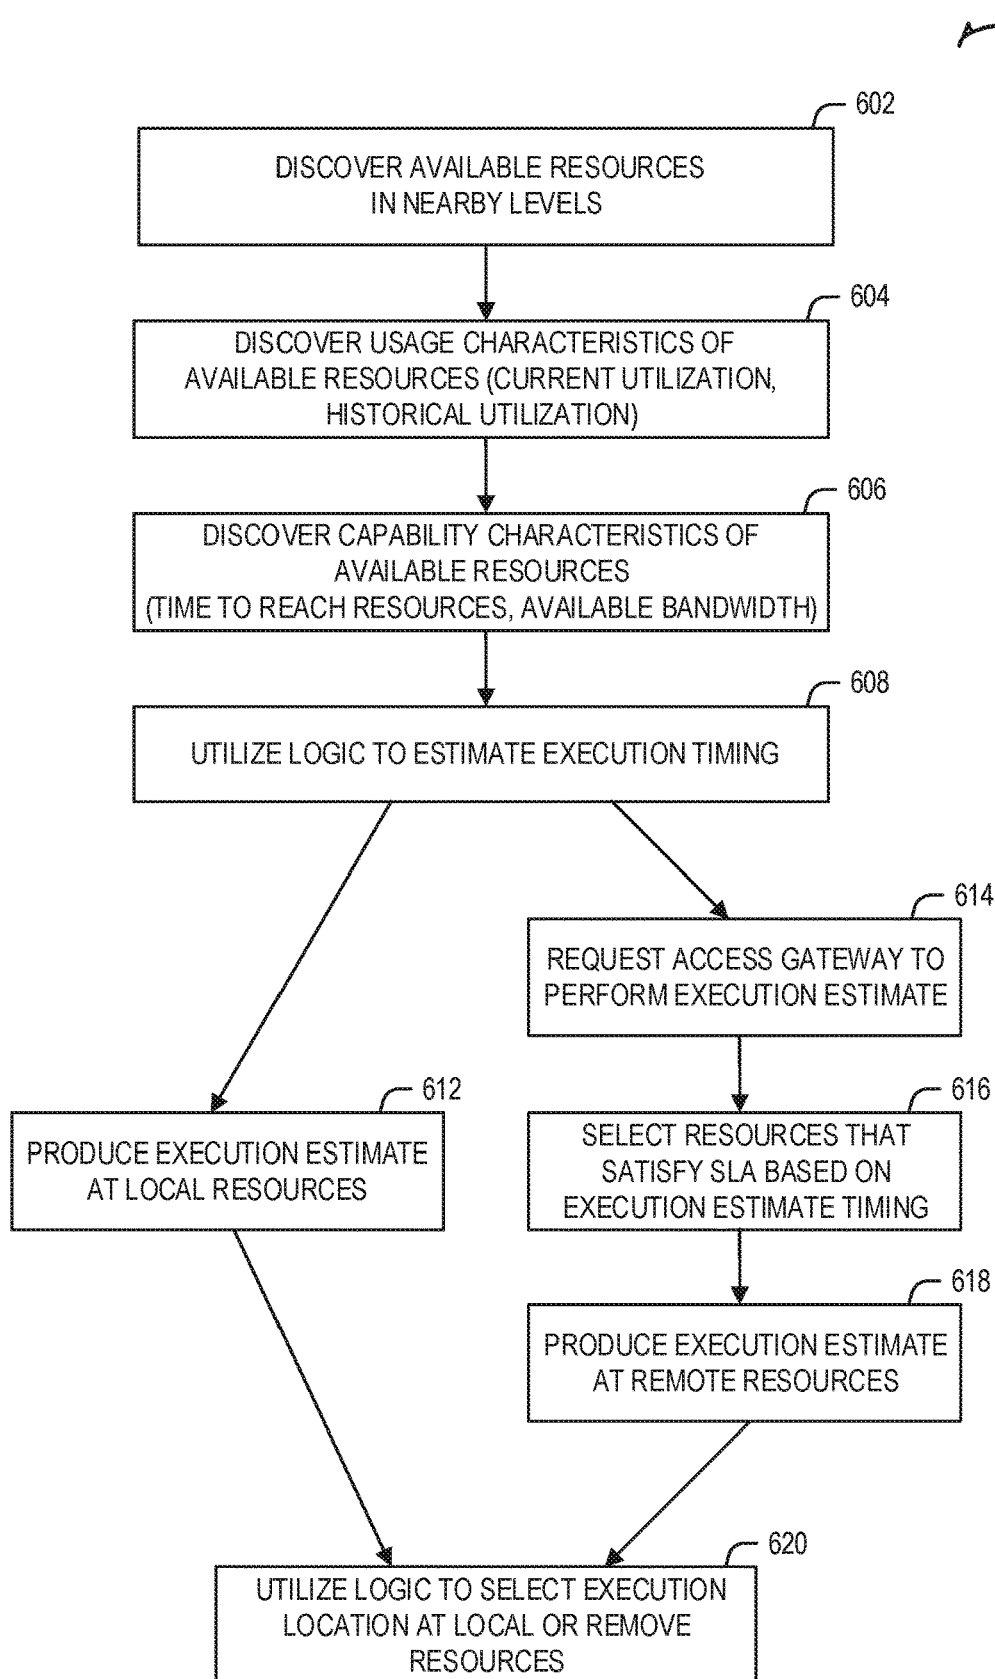 602
DISCOVER AVAILABLE RESOURCES
IN NEARBY LEVELS
604
DISCOVER USAGE CHARACTERISTICS OF
AVAILABLE RESOURCES (CURRENT UTILIZATION,
HISTORICAL UTILIZATION)
606
DISCOVER CAPABILITY CHARACTERISTICS OF
AVAILABLE RESOURCES
(TIME TO REACH RESOURCES, AVAILABLE BANDWIDTH)
608
UTILIZE LOGIC TO ESTIMATE EXECUTION TIMING
614
REQUEST ACCESS GATEWAY TO
PERFORM EXECUTION ESTIMATE
612
PRODUCE EXECUTION ESTIMATE
AT LOCAL RESOURCES
616
SELECT RESOURCES THAT
SATISFY SLA BASED ON
EXECUTION ESTIMATE TIMING
618
PRODUCE EXECUTION ESTIMATE
AT REMOTE RESOURCES
620
UTILIZE LOGIC TO SELECT EXECUTION
LOCATION AT LOCAL OR REMOVE
RESOURCES